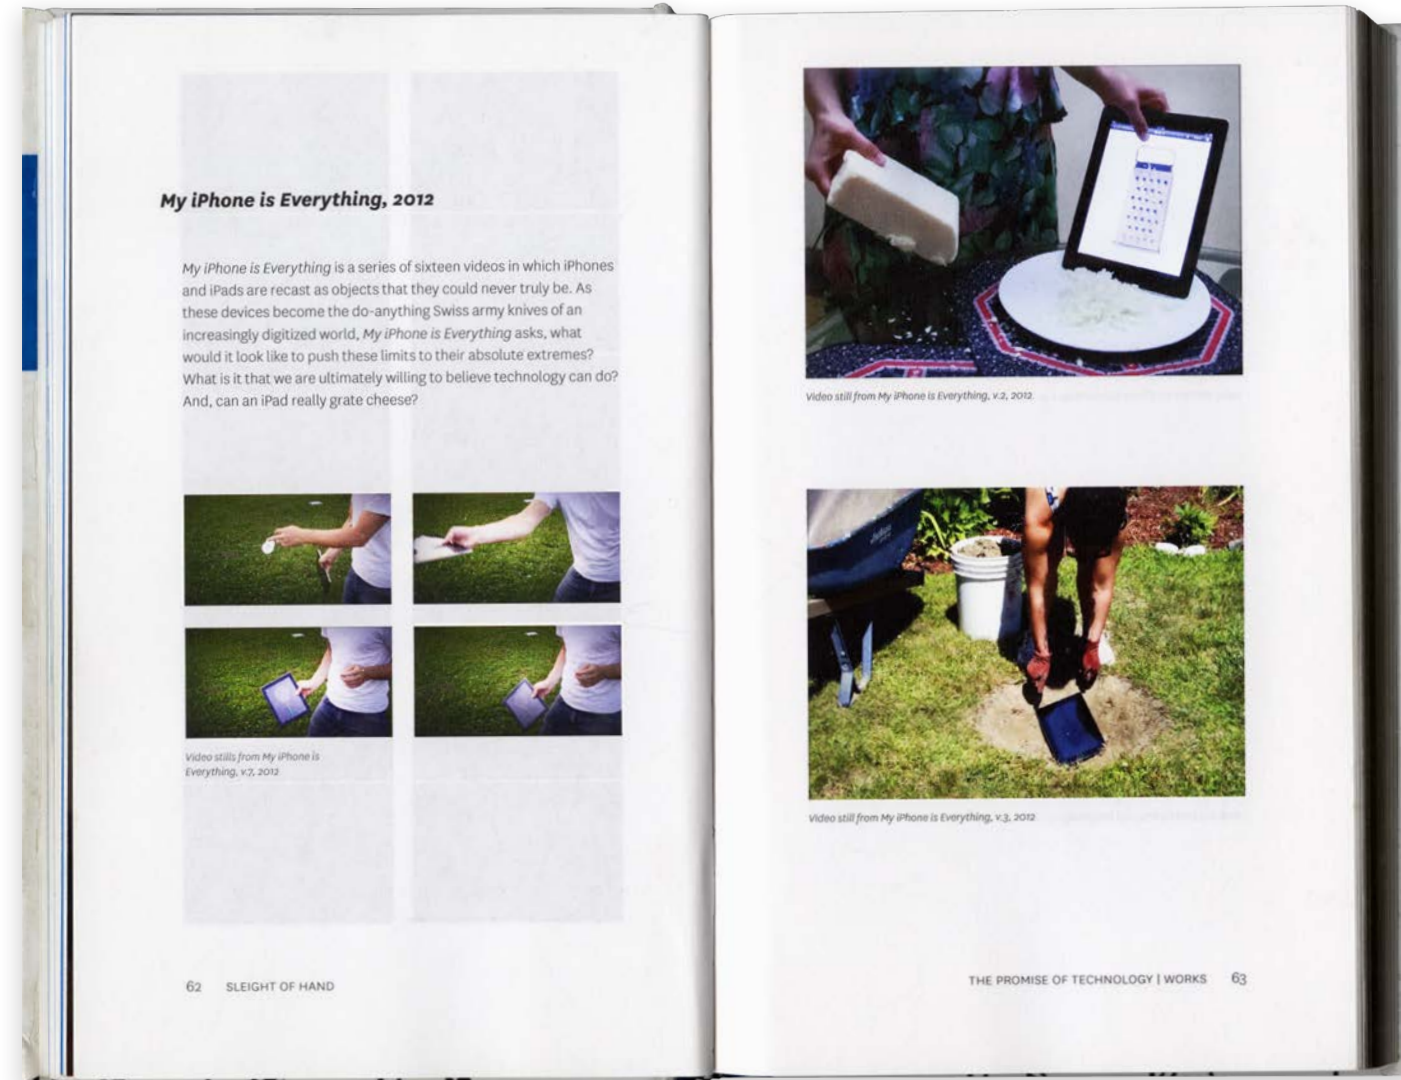 My iPhone is Everything, 2012
My iPhone is Everything is a series of sixteen videos in which iPhones
and iPads are recast as objects that they could never truly be. As
these devices become the do-anything Swiss army knives of an
increasingly digitized world, My iPhone is Everything asks, what
would it look like to push these limits to their absolute extremes?
What is it that we are ultimately willing to believe technology can do?
And, can an iPad really grate cheese?
Video stills from My iPhone is
Everything, v.7, 2012
62 SLEIGHT OF HAND
Video still from My iPhone is Everything, v.2, 2012
Video still from My iPhone is Everything, v.3, 2012
THE PROMISE OF TECHNOLOGY | WORKS 63